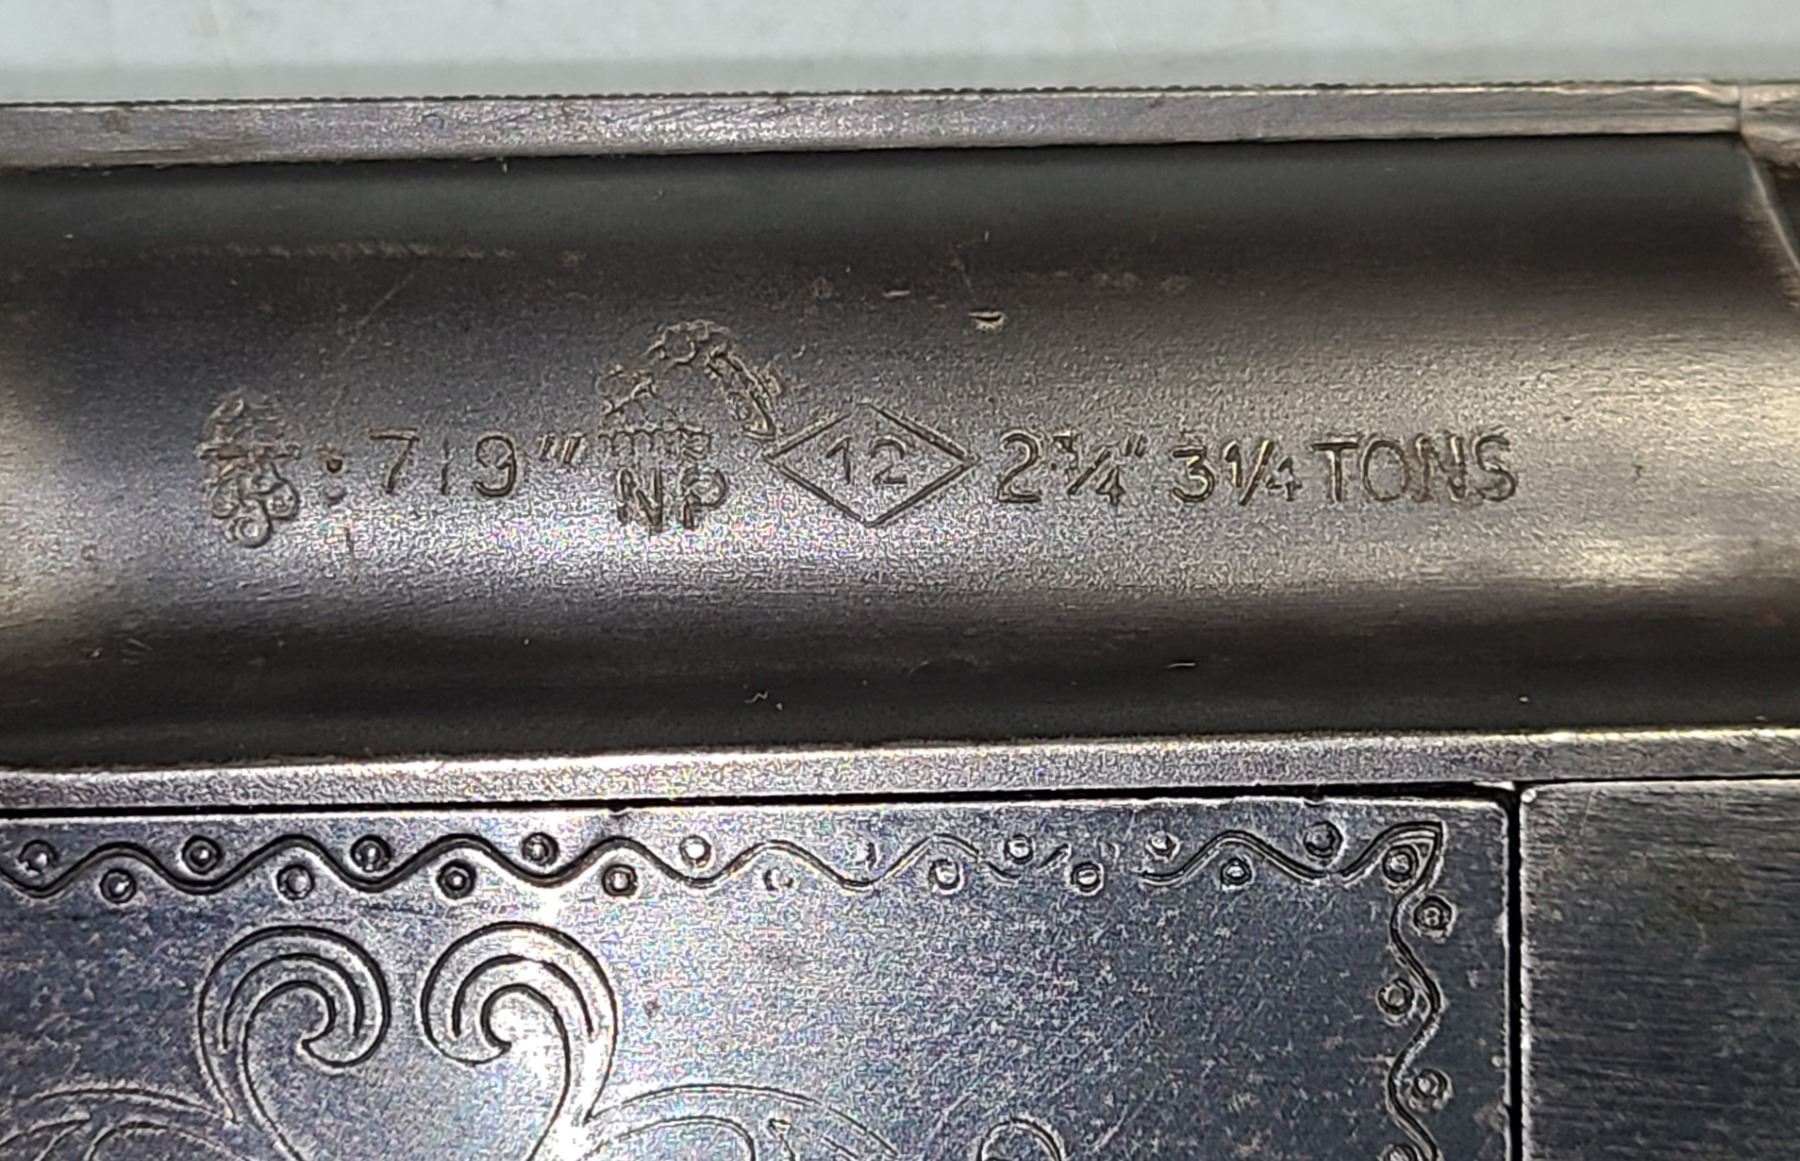 : 719" NP 12 2¾" 3¼ TONS